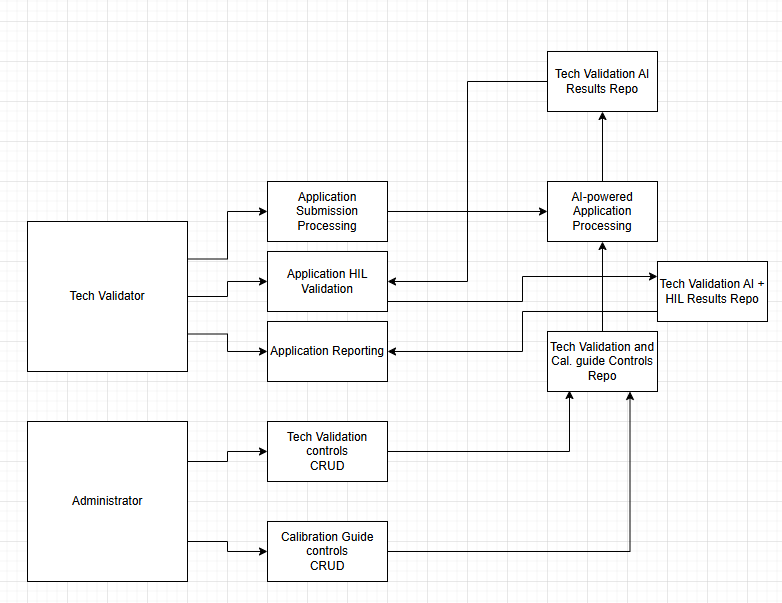 Tech Validation AI
Results Repo
Application
Submission
Processing
AI-powered
Application
Processing
Tech Validator
Application HIL
Validation
Tech Validation AI +
HIL Results Repo
Application Reporting
Tech Validation and
Cal. guide Controls
Repo
Administrator
Tech Validation
controls
CRUD
Calibration Guide
controls
CRUD